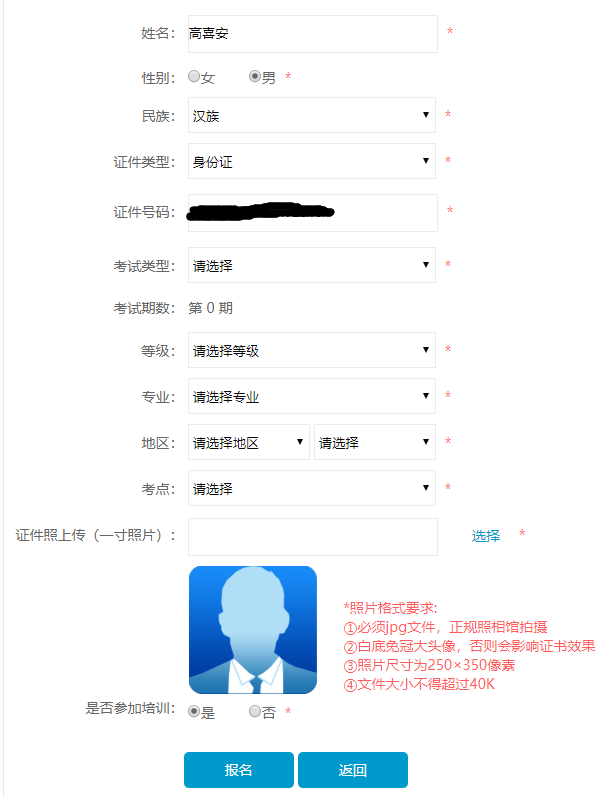 姓名： 高喜安 *
性别： 女 男 *
民族： 汉族 *
证件类型： 身份证 *
证件号码： *
考试类型： 请选择 *
考试期数： 第 0 期
等级： 请选择等级 *
专业： 请选择专业 *
地区： 请选择地区 请选择 *
考点： 请选择 *
证件照上传（一寸照片）： 选择 *
*照片格式要求:
①必须jpg文件，正规照相馆拍摄
②白底免冠大头像，否则会影响证书效果
③照片尺寸为250×350像素
④文件大小不得超过40K
是否参加培训： 是 否 *
报名 返回